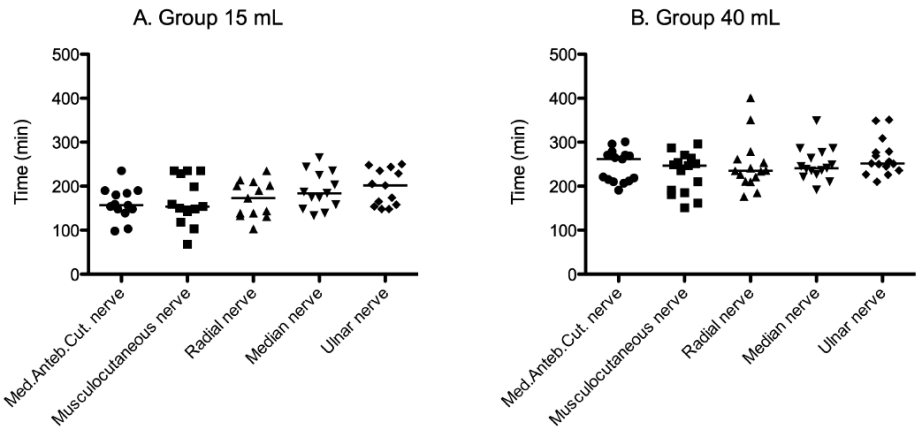 A. Group 15 mL
500
400
300
200
100
0
Time (min)
Med.Anteb.Cut. nerve
Musculocutaneous nerve
Radial nerve
Median nerve
Ulnar nerve
B. Group 40 mL
500
400
300
200
100
0
Time (min)
Med.Anteb.Cut. nerve
Musculocutaneous nerve
Radial nerve
Median nerve
Ulnar nerve